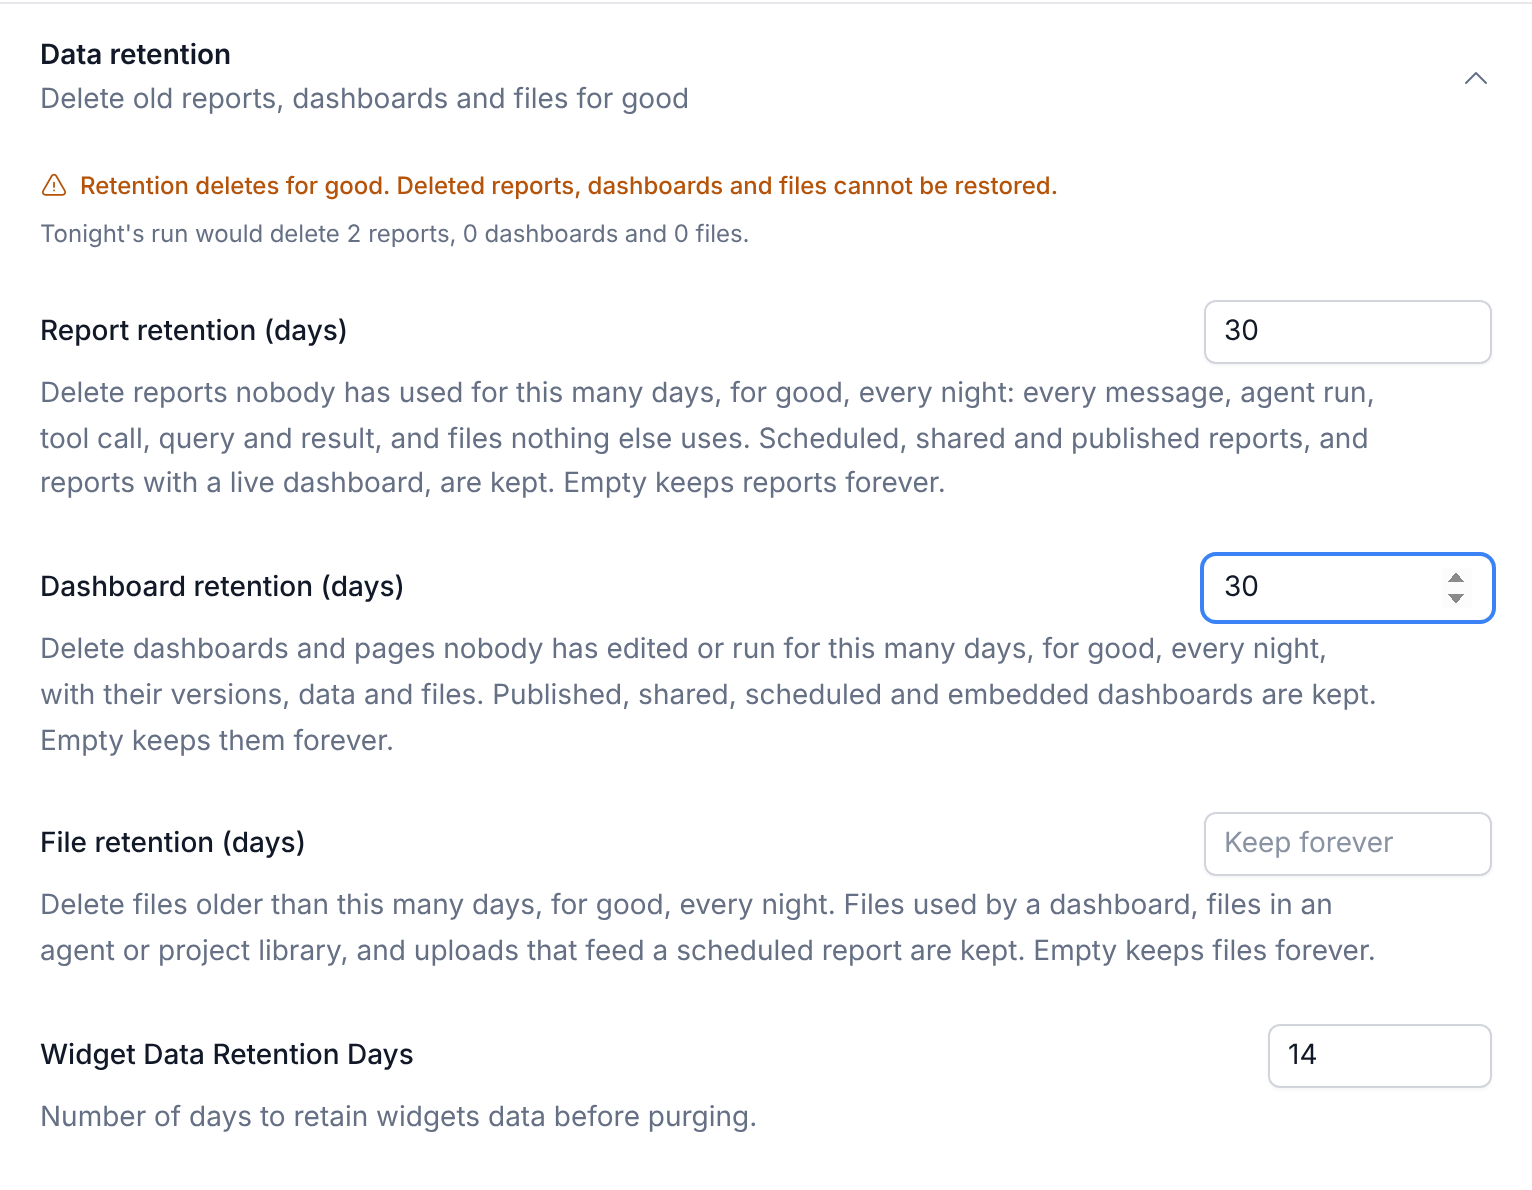 Data retention
Delete old reports, dashboards and files for good
Retention deletes for good. Deleted reports, dashboards and files cannot be restored.
Tonight's run would delete 2 reports, 0 dashboards and 0 files.
Report retention (days)
30
Delete reports nobody has used for this many days, for good, every night: every message, agent run,
tool call, query and result, and files nothing else uses. Scheduled, shared and published reports, and
reports with a live dashboard, are kept. Empty keeps reports forever.
Dashboard retention (days)
30
Delete dashboards and pages nobody has edited or run for this many days, for good, every night,
with their versions, data and files. Published, shared, scheduled and embedded dashboards are kept.
Empty keeps them forever.
File retention (days)
Keep forever
Delete files older than this many days, for good, every night. Files used by a dashboard, files in an
agent or project library, and uploads that feed a scheduled report are kept. Empty keeps files forever.
Widget Data Retention Days
14
Number of days to retain widgets data before purging.